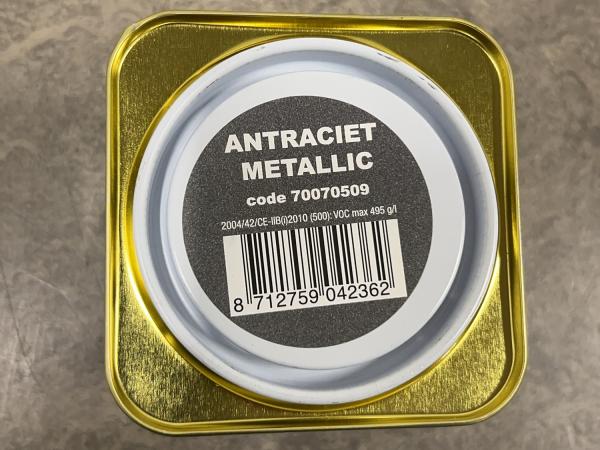 ANTRACIET
METALLIC
code 70070509
2004/42/CE-IIB(i)2010 (500): VOC max 495 g/l
8 712759 042362